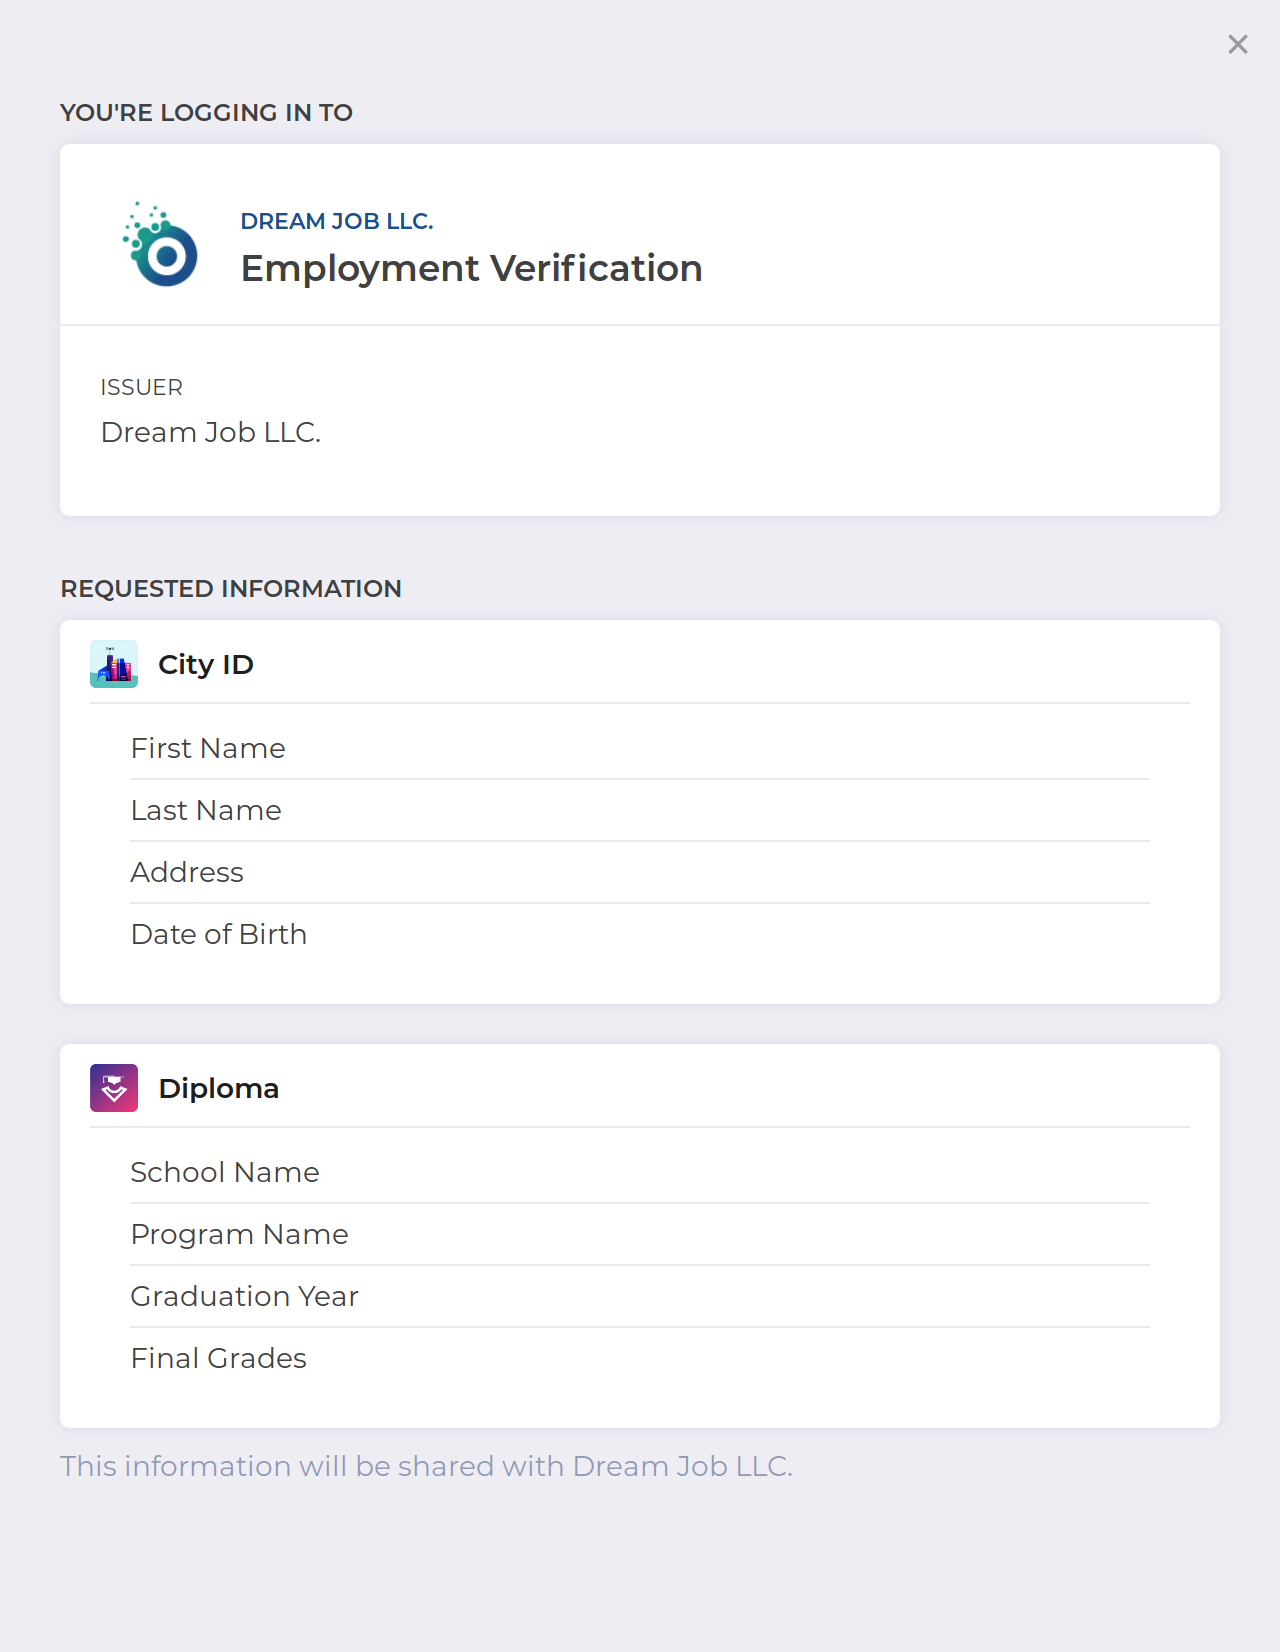 YOU'RE LOGGING IN TO
DREAM JOB LLC.
Employment Verification
ISSUER
Dream Job LLC.
REQUESTED INFORMATION
City ID
First Name
Last Name
Address
Date of Birth
Diploma
School Name
Program Name
Graduation Year
Final Grades
This information will be shared with Dream Job LLC.